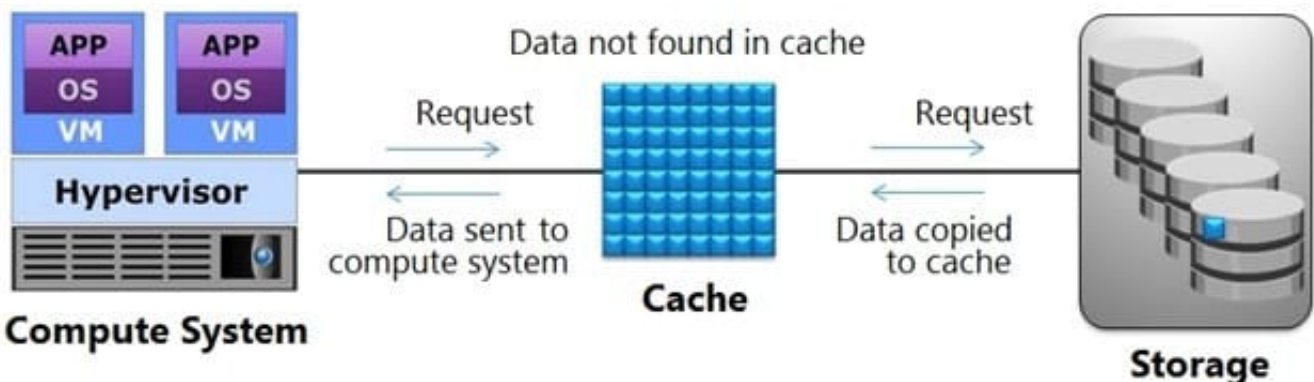 APP
OS
VM
APP
OS
VM
Hypervisor
Compute System
Request
Data sent to
compute system
Data not found in cache
Cache
Request
Data copied
to cache
Storage